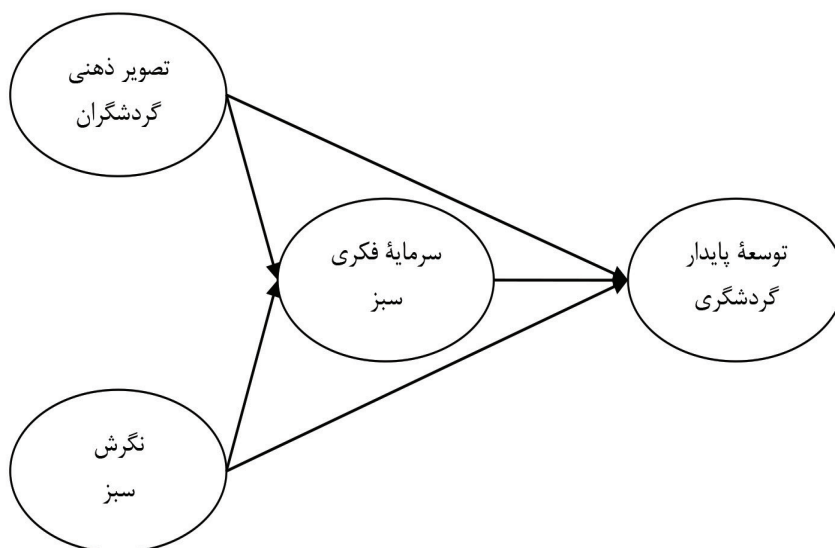 تصویر ذهنی
گردشگران
سرمایهٔ فکری
سبز
توسعهٔ پایدار
گردشگری
نگرش
سبز